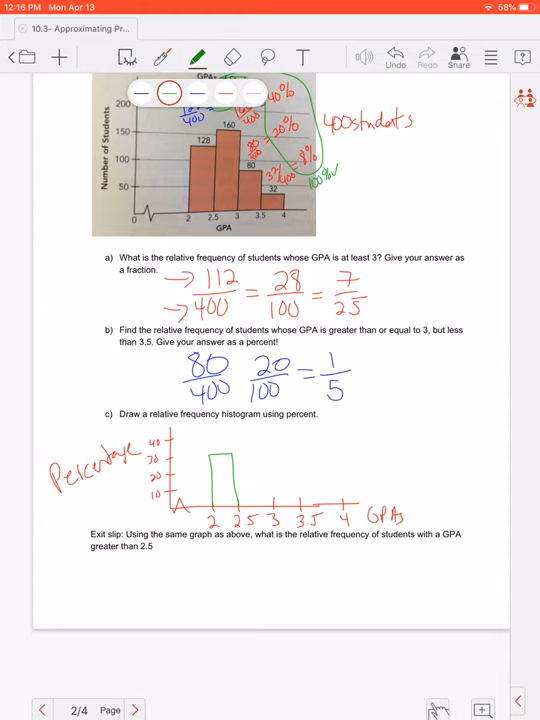 12:16 PM Mon Apr 13
58%
10.3- Approximating Pr...
T
Undo
Redo
Insert
GPAs
Number of Students
200
150
100
50
0
128
160
80
32
2 2.5 3 3.5 4
GPA
400
40%
20%
80/400
32/400 = 8%
100% ✓
400 students
a) What is the relative frequency of students whose GPA is at least 3? Give your answer as
a fraction.
→ 112/→ 400 = 28/100 = 7/25
b) Find the relative frequency of students whose GPA is greater than or equal to 3, but less
than 3.5. Give your answer as a percent!
80/400 20/100 = 1/5
c) Draw a relative frequency histogram using percent.
Percentage
40
30
20
10
2 2.5 3 3.5 4 GPAs
Exit slip: Using the same graph as above, what is the relative frequency of students with a GPA
greater than 2.5
2/4 Page